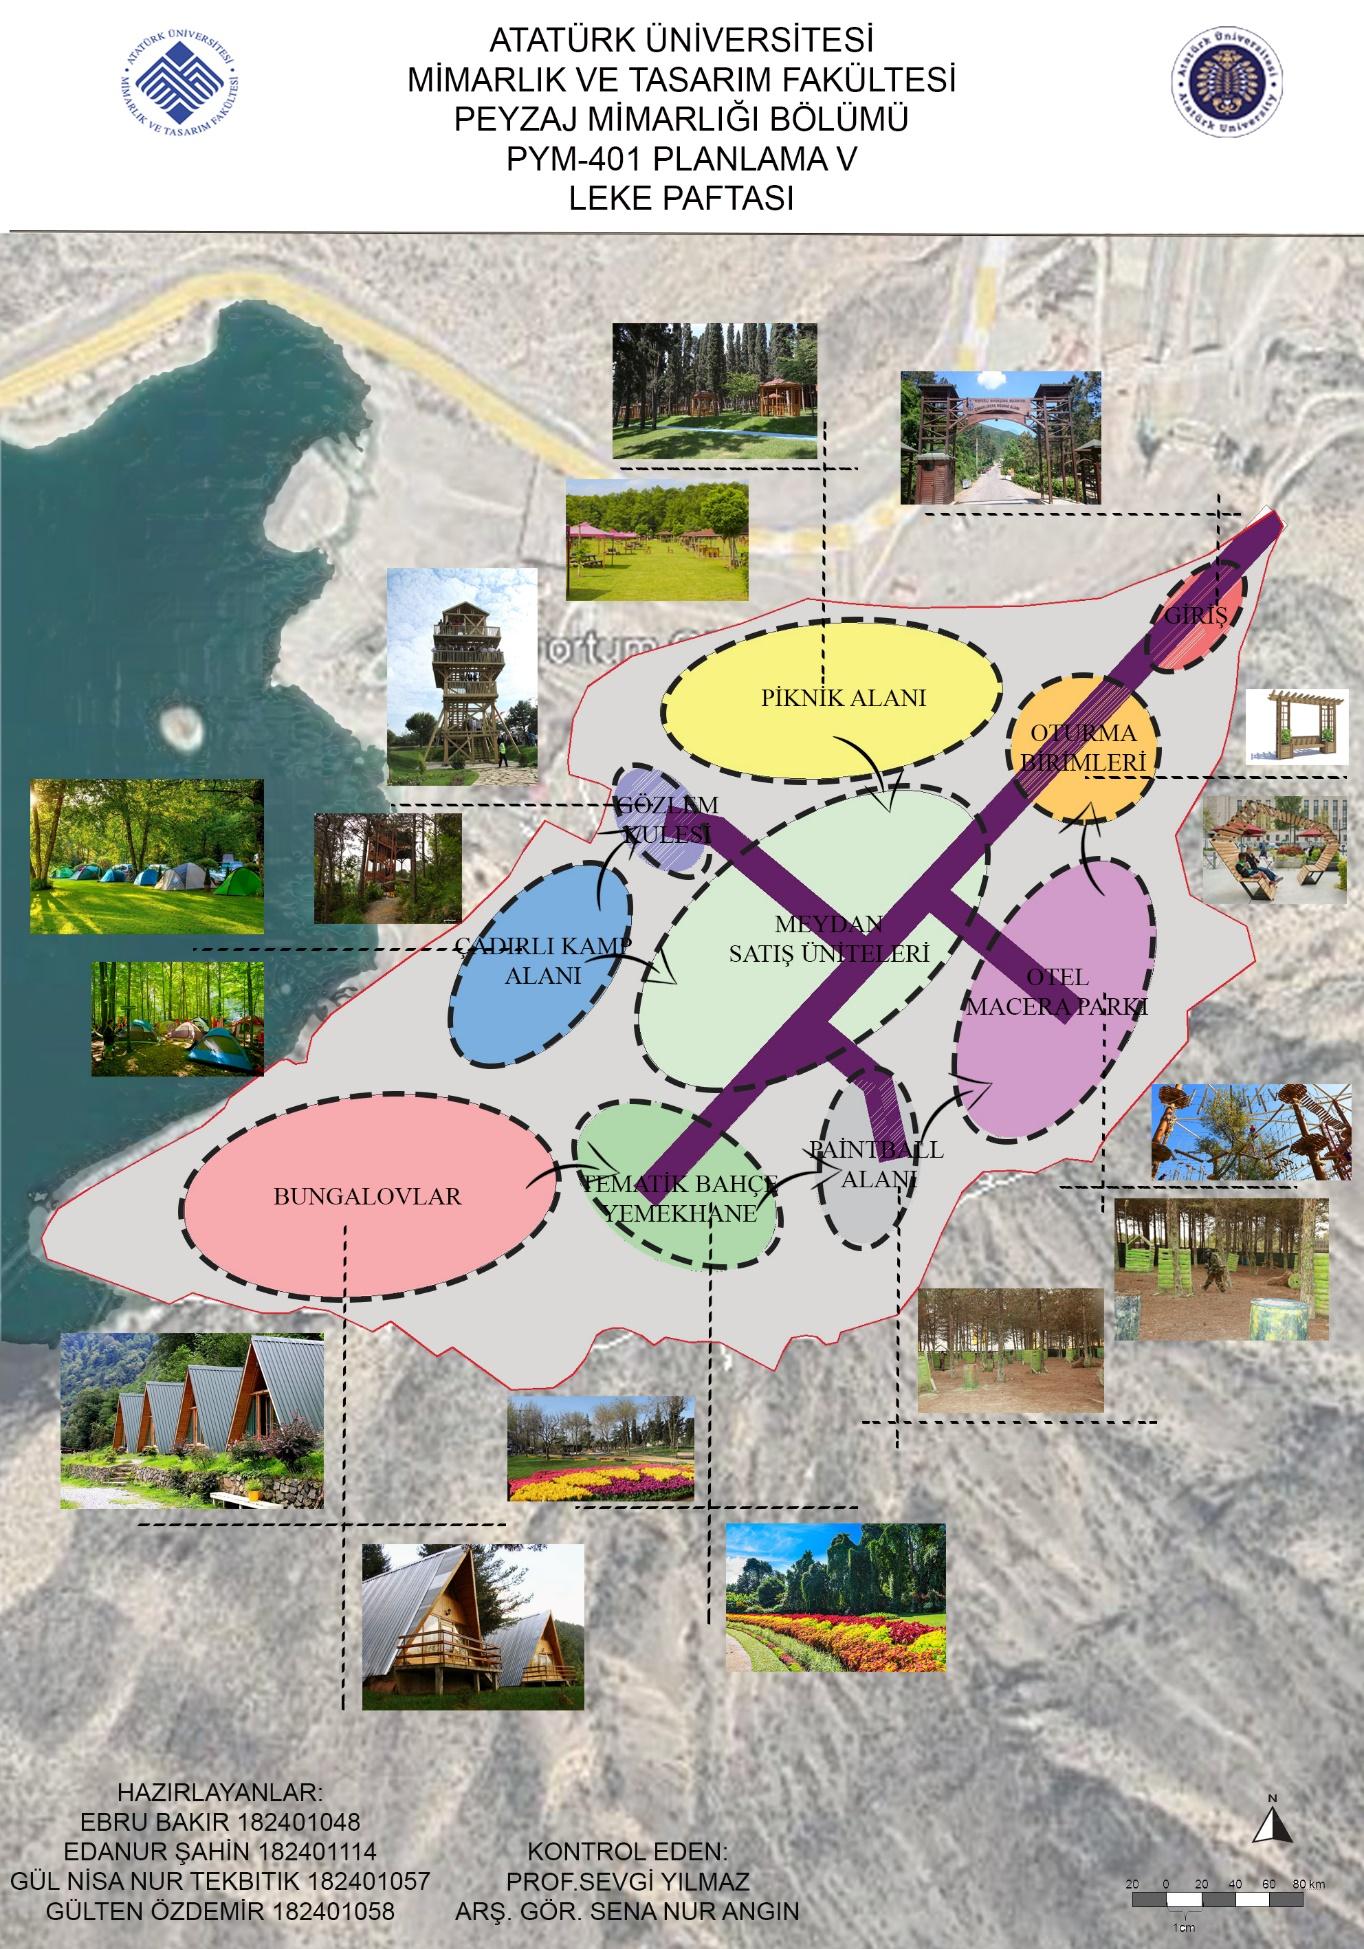 ATATÜRK ÜNİVERSİTESİ
MİMARLIK VE TASARIM FAKÜLTESİ
PEYZAJ MİMARLIĞI BÖLÜMÜ
PYM-401 PLANLAMA V
LEKE PAFTASI
ATATÜRK ÜNİVERSİTESİ
MİMARLIK VE TASARIM FAKÜLTESİ
Atatürk Üniversitesi
Atatürk University
GİRİŞ
PİKNİK ALANI
OTURMA
BİRİMLERİ
GÖZLEM
KULESİ
MEYDAN
SATIŞ ÜNİTELERİ
ÇADIRLI KAMP
ALANI
OTEL
MACERA PARKI
PAİNTBALL
ALANI
BUNGALOVLAR
TEMATİK BAHÇE
YEMEKHANE
HAZIRLAYANLAR:
EBRU BAKIR 182401048
EDANUR ŞAHİN 182401114
GÜL NİSA NUR TEKBITIK 182401057
GÜLTEN ÖZDEMİR 182401058
KONTROL EDEN:
PROF.SEVGİ YILMAZ
ARŞ. GÖR. SENA NUR ANGIN
N
20 0 20 40 60 80 km
1cm